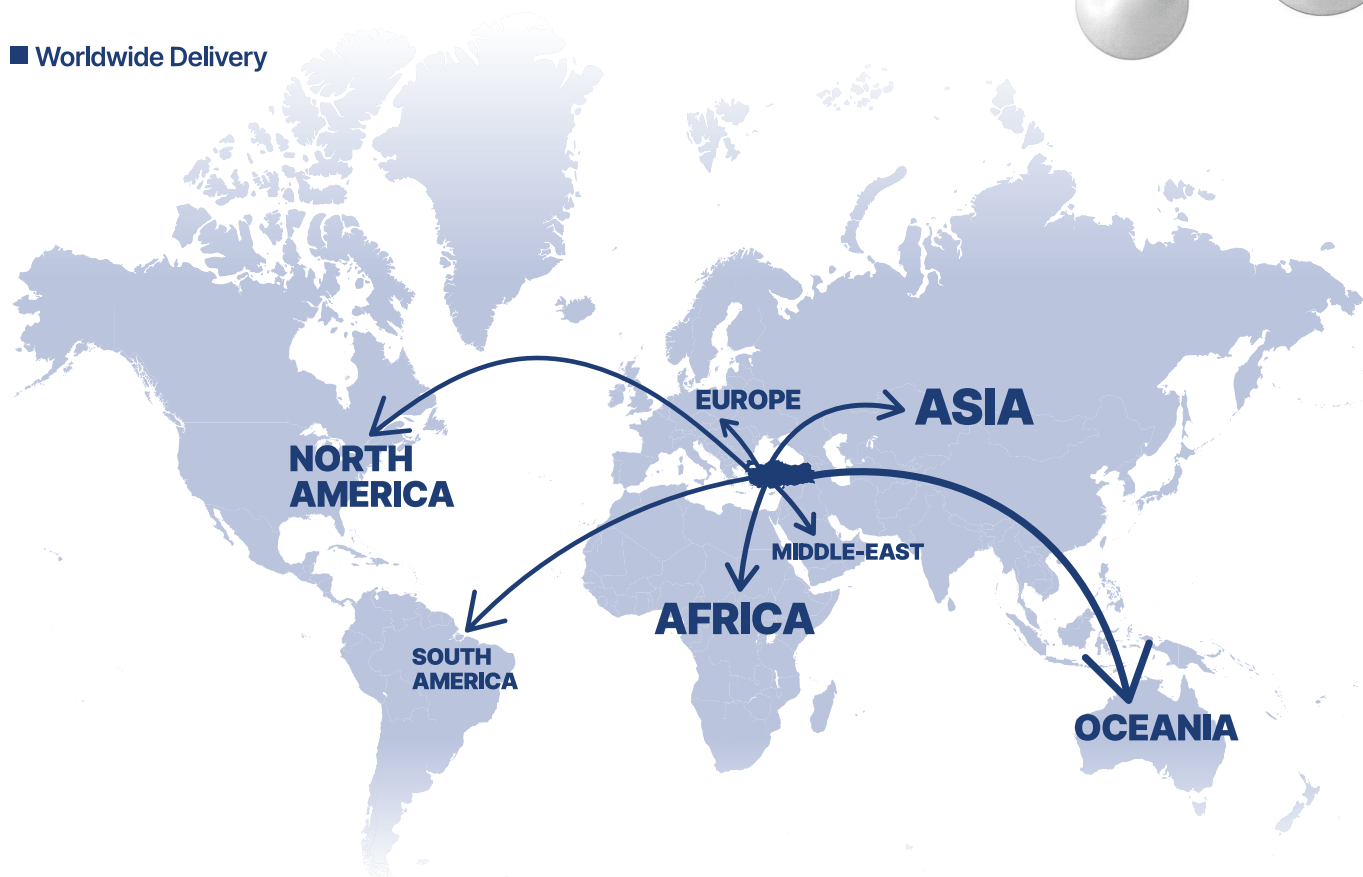 Worldwide Delivery
EUROPE
ASIA
NORTH
AMERICA
MIDDLE-EAST
AFRICA
SOUTH
AMERICA
OCEANIA